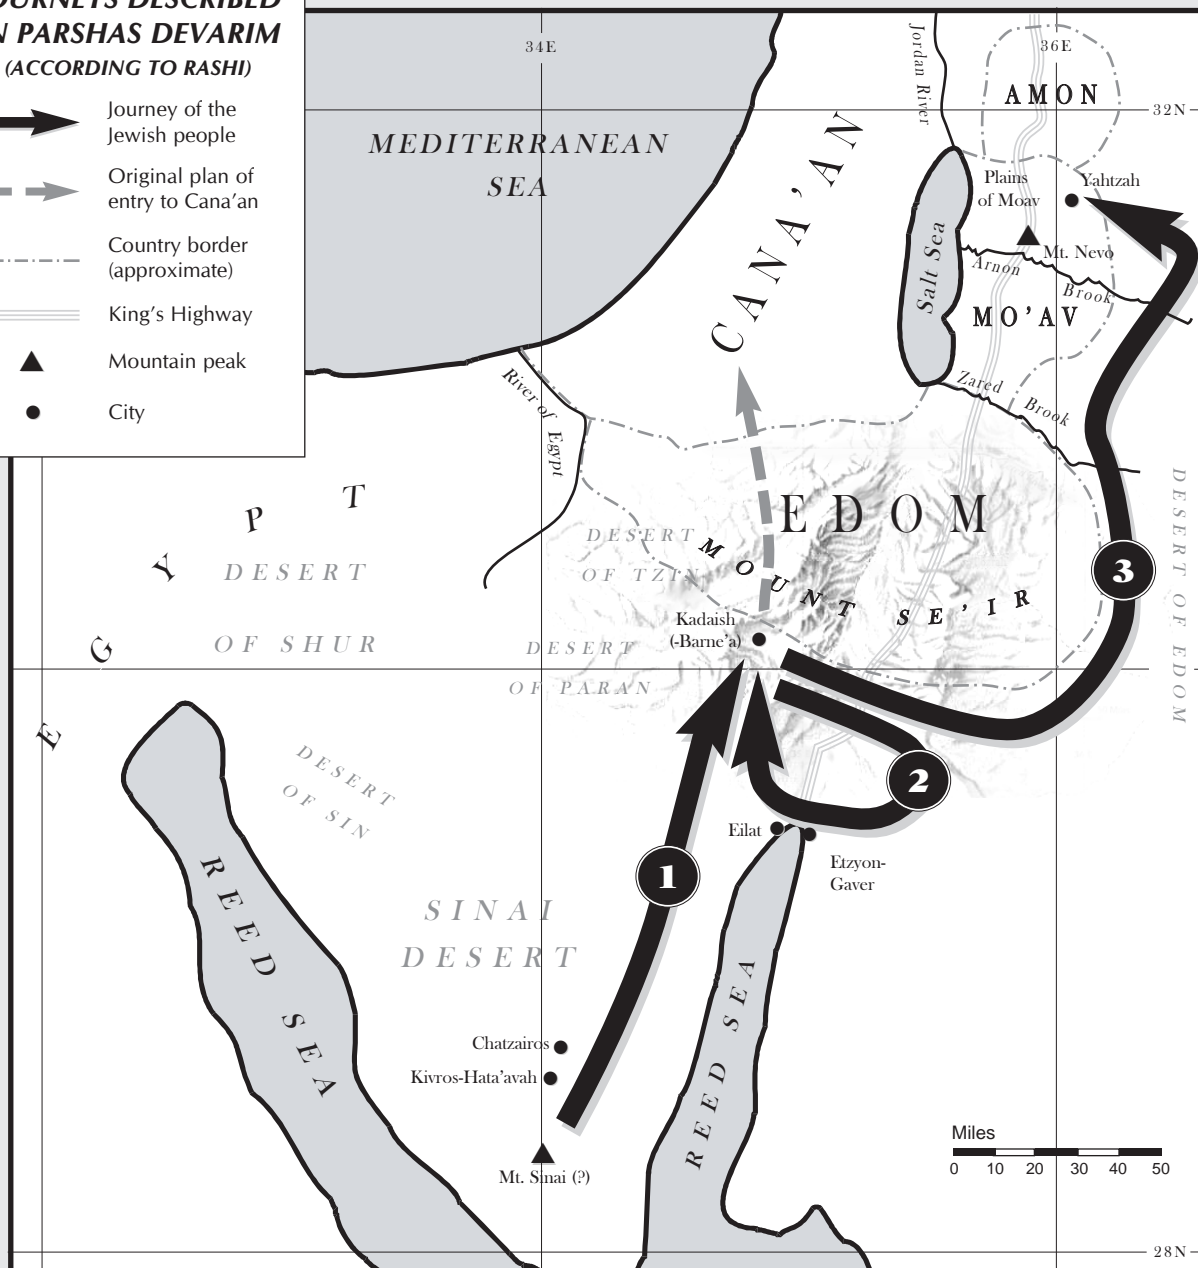 OURNEYS DESCRIBED
N PARSHAS DEVARIM
(ACCORDING TO RASHI)
Journey of the
Jewish people
Original plan of
entry to Cana'an
Country border
(approximate)
King's Highway
Mountain peak
City
34E
36E
32N
28N
MEDITERRANEAN
SEA
CANA'AN
Jordan River
AMON
Plains
of Moav
Yahtzah
Mt. Nevo
Salt Sea
Arnon
Brook
MO'AV
Zared
Brook
River of
Egypt
EGYPT
DESERT
OF SHUR
DESERT
OF TZIN
EDOM
MOUNT SE'IR
DESERT OF EDOM
Kadaish
(-Barne'a)
DESERT
OF PARAN
DESERT
OF SIN
3
2
1
Eilat
Etzyon-
Gaver
REED SEA
SINAI
DESERT
REED SEA
Chatzairos
Kivros-Hata'avah
Mt. Sinai (?)
Miles
0 10 20 30 40 50